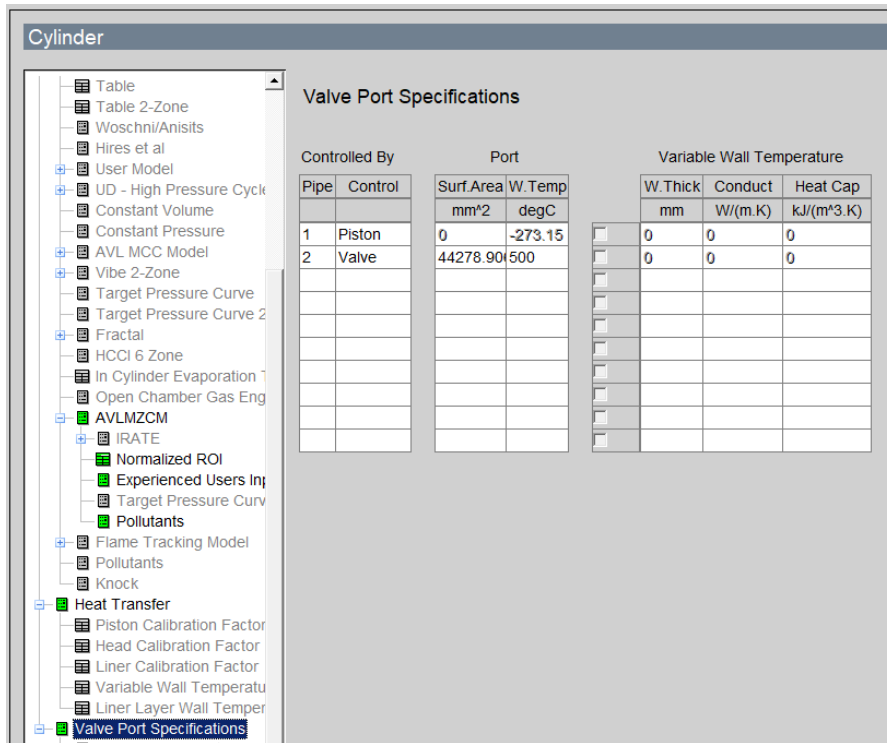 Cylinder
Table
Table 2-Zone
Woschni/Anisits
Hires et al
User Model
UD - High Pressure Cycle
Constant Volume
Constant Pressure
AVL MCC Model
Vibe 2-Zone
Target Pressure Curve
Target Pressure Curve 2
Fractal
HCCI 6 Zone
In Cylinder Evaporation T
Open Chamber Gas Eng
AVLMZCM
IRATE
Normalized ROI
Experienced Users Inp
Target Pressure Curv
Pollutants
Flame Tracking Model
Pollutants
Knock
Heat Transfer
Piston Calibration Factor
Head Calibration Factor
Liner Calibration Factor
Variable Wall Temperatu
Liner Layer Wall Temper
Valve Port Specifications
Valve Port Specifications
Controlled By Port Variable Wall Temperature
Pipe Control Surf.Area W.Temp W.Thick Conduct Heat Cap
mm^2 degC mm W/(m.K) kJ/(m^3.K)
1 Piston 0 -273.15 0 0 0
2 Valve 44278.90 500 0 0 0